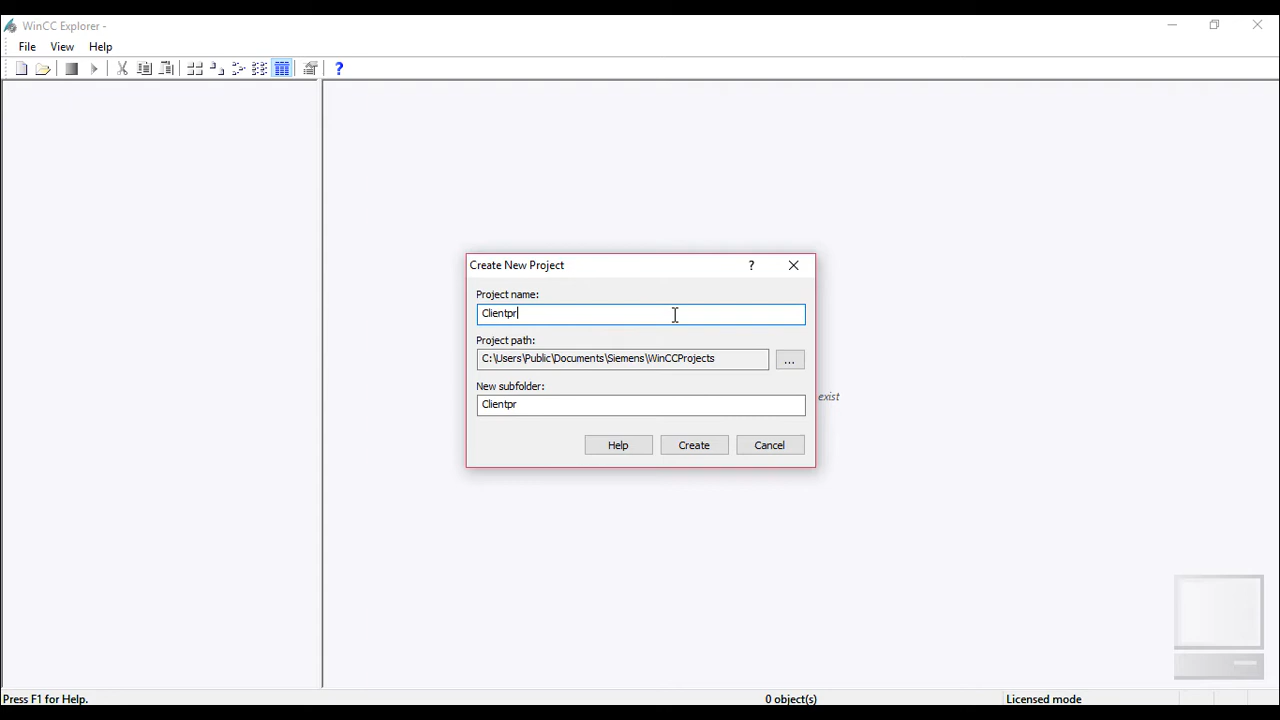 WinCC Explorer -
File View Help
?
Create New Project ?
Project name:
Clientpr
Project path:
C:\Users\Public\Documents\Siemens\WinCCProjects ...
New subfolder:
Clientpr
exist
Help Create Cancel
Press F1 for Help. 0 object(s) Licensed mode